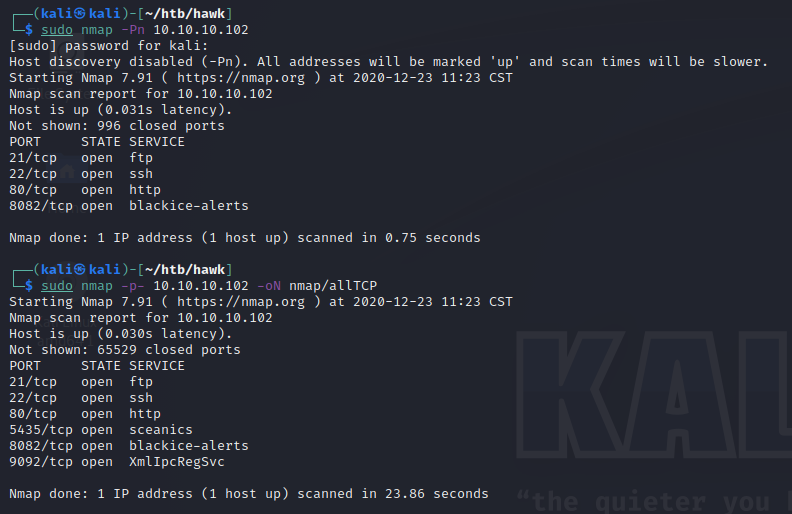 ┌──(kali㉿kali)-[~/htb/hawk]
└─$ sudo nmap -Pn 10.10.10.102
[sudo] password for kali:
Host discovery disabled (-Pn). All addresses will be marked 'up' and scan times will be slower.
Starting Nmap 7.91 ( https://nmap.org ) at 2020-12-23 11:23 CST
Nmap scan report for 10.10.10.102
Host is up (0.031s latency).
Not shown: 996 closed ports
PORT     STATE SERVICE
21/tcp   open  ftp
22/tcp   open  ssh
80/tcp   open  http
8082/tcp open  blackice-alerts

Nmap done: 1 IP address (1 host up) scanned in 0.75 seconds

┌──(kali㉿kali)-[~/htb/hawk]
└─$ sudo nmap -p- 10.10.10.102 -oN nmap/allTCP
Starting Nmap 7.91 ( https://nmap.org ) at 2020-12-23 11:23 CST
Nmap scan report for 10.10.10.102
Host is up (0.030s latency).
Not shown: 65529 closed ports
PORT     STATE SERVICE
21/tcp   open  ftp
22/tcp   open  ssh
80/tcp   open  http
5435/tcp open  sceanics
8082/tcp open  blackice-alerts
9092/tcp open  XmlIpcRegSvc

Nmap done: 1 IP address (1 host up) scanned in 23.86 seconds
KAL
“the quieter you